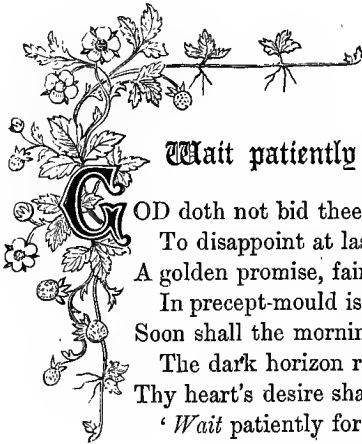 Wait patiently
GOD doth not bid thee
To disappoint at las
A golden promise, fair
In precept-mould is
Soon shall the mornin
The dark horizon r
Thy heart's desire sha
‘ Wait patiently for